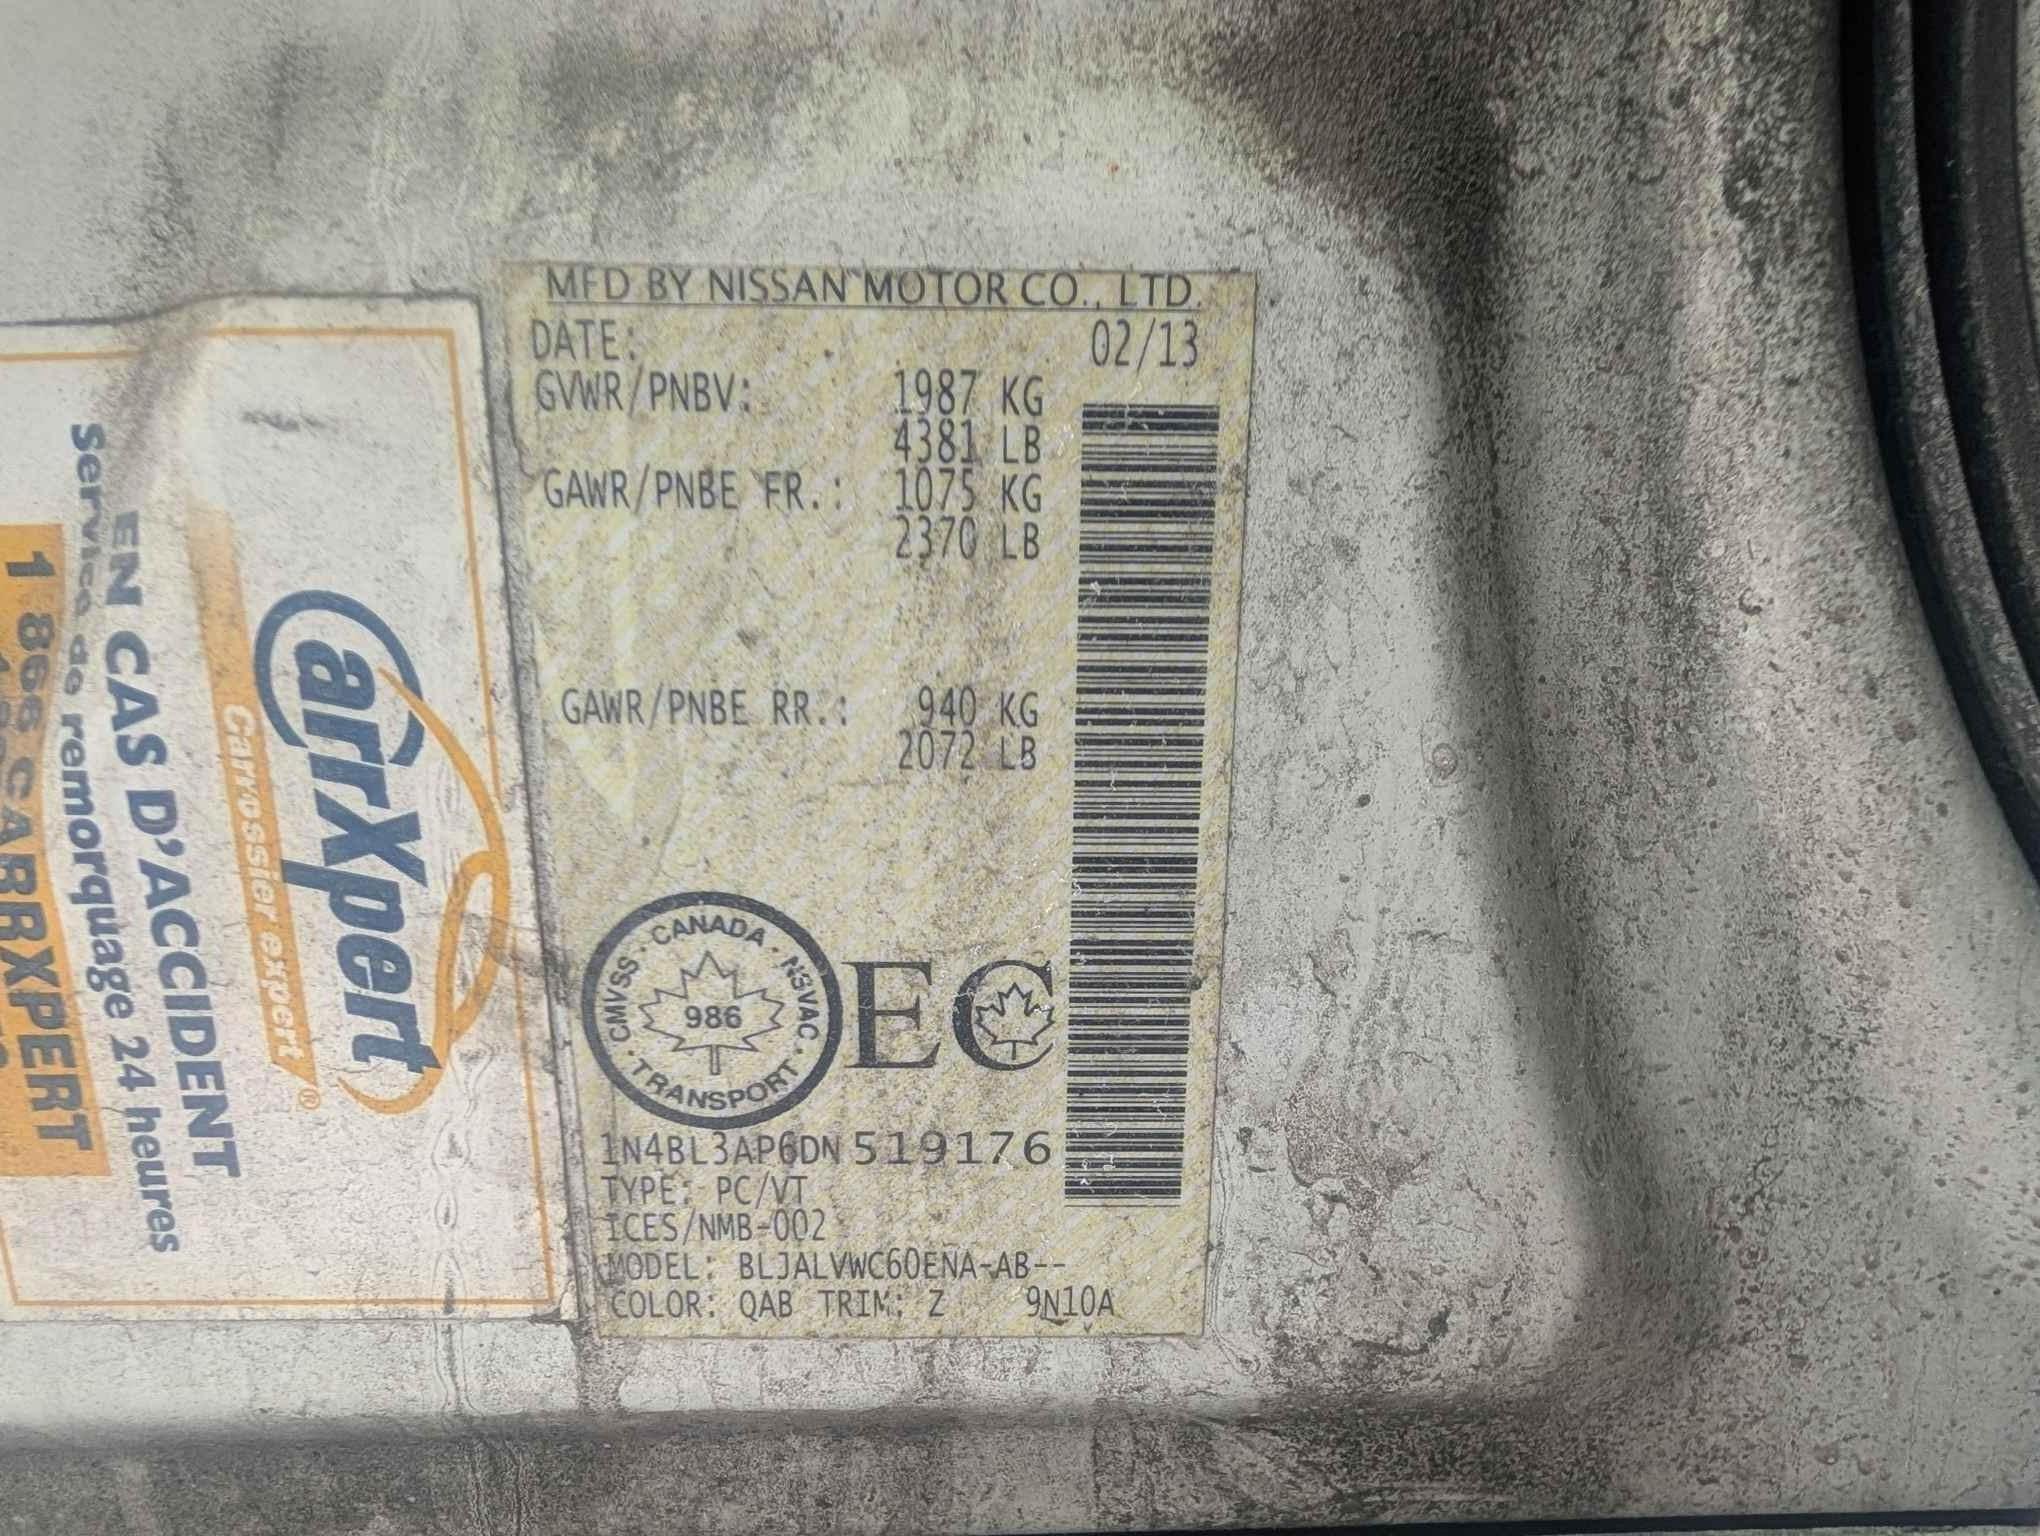 MFD BY NISSAN MOTOR CO., LTD.
DATE: 02/13
GVWR/PNBV: 1987 KG
4381 LB
GAWR/PNBE FR.: 1075 KG
2370 LB
GAWR/PNBE RR.: 940 KG
2072 LB
CANADA · NSVAC · TRANSPORT · CMVSS ·
986
EC
1N4BL3AP6DN519176
TYPE: PC/VT
ICES/NMB-002
MODEL: BLJALVWC60ENA-AB--
COLOR: QAB TRIM: Z 9N10A
CarrXpert
Carrossier expert®
EN CAS D'ACCIDENT
Service de remorquage 24 heures
1 866 CARRXPERT